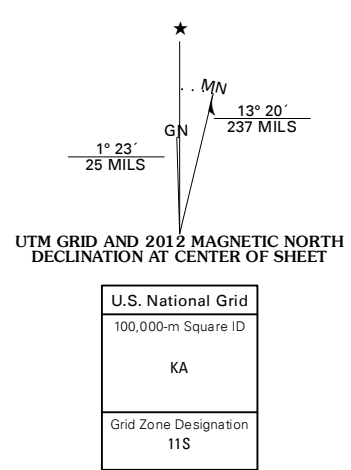 ★
MN
GN
13° 20´
237 MILS
1° 23´
25 MILS
UTM GRID AND 2012 MAGNETIC NORTH
DECLINATION AT CENTER OF SHEET
U.S. National Grid
100,000-m Square ID
KA
Grid Zone Designation
11S